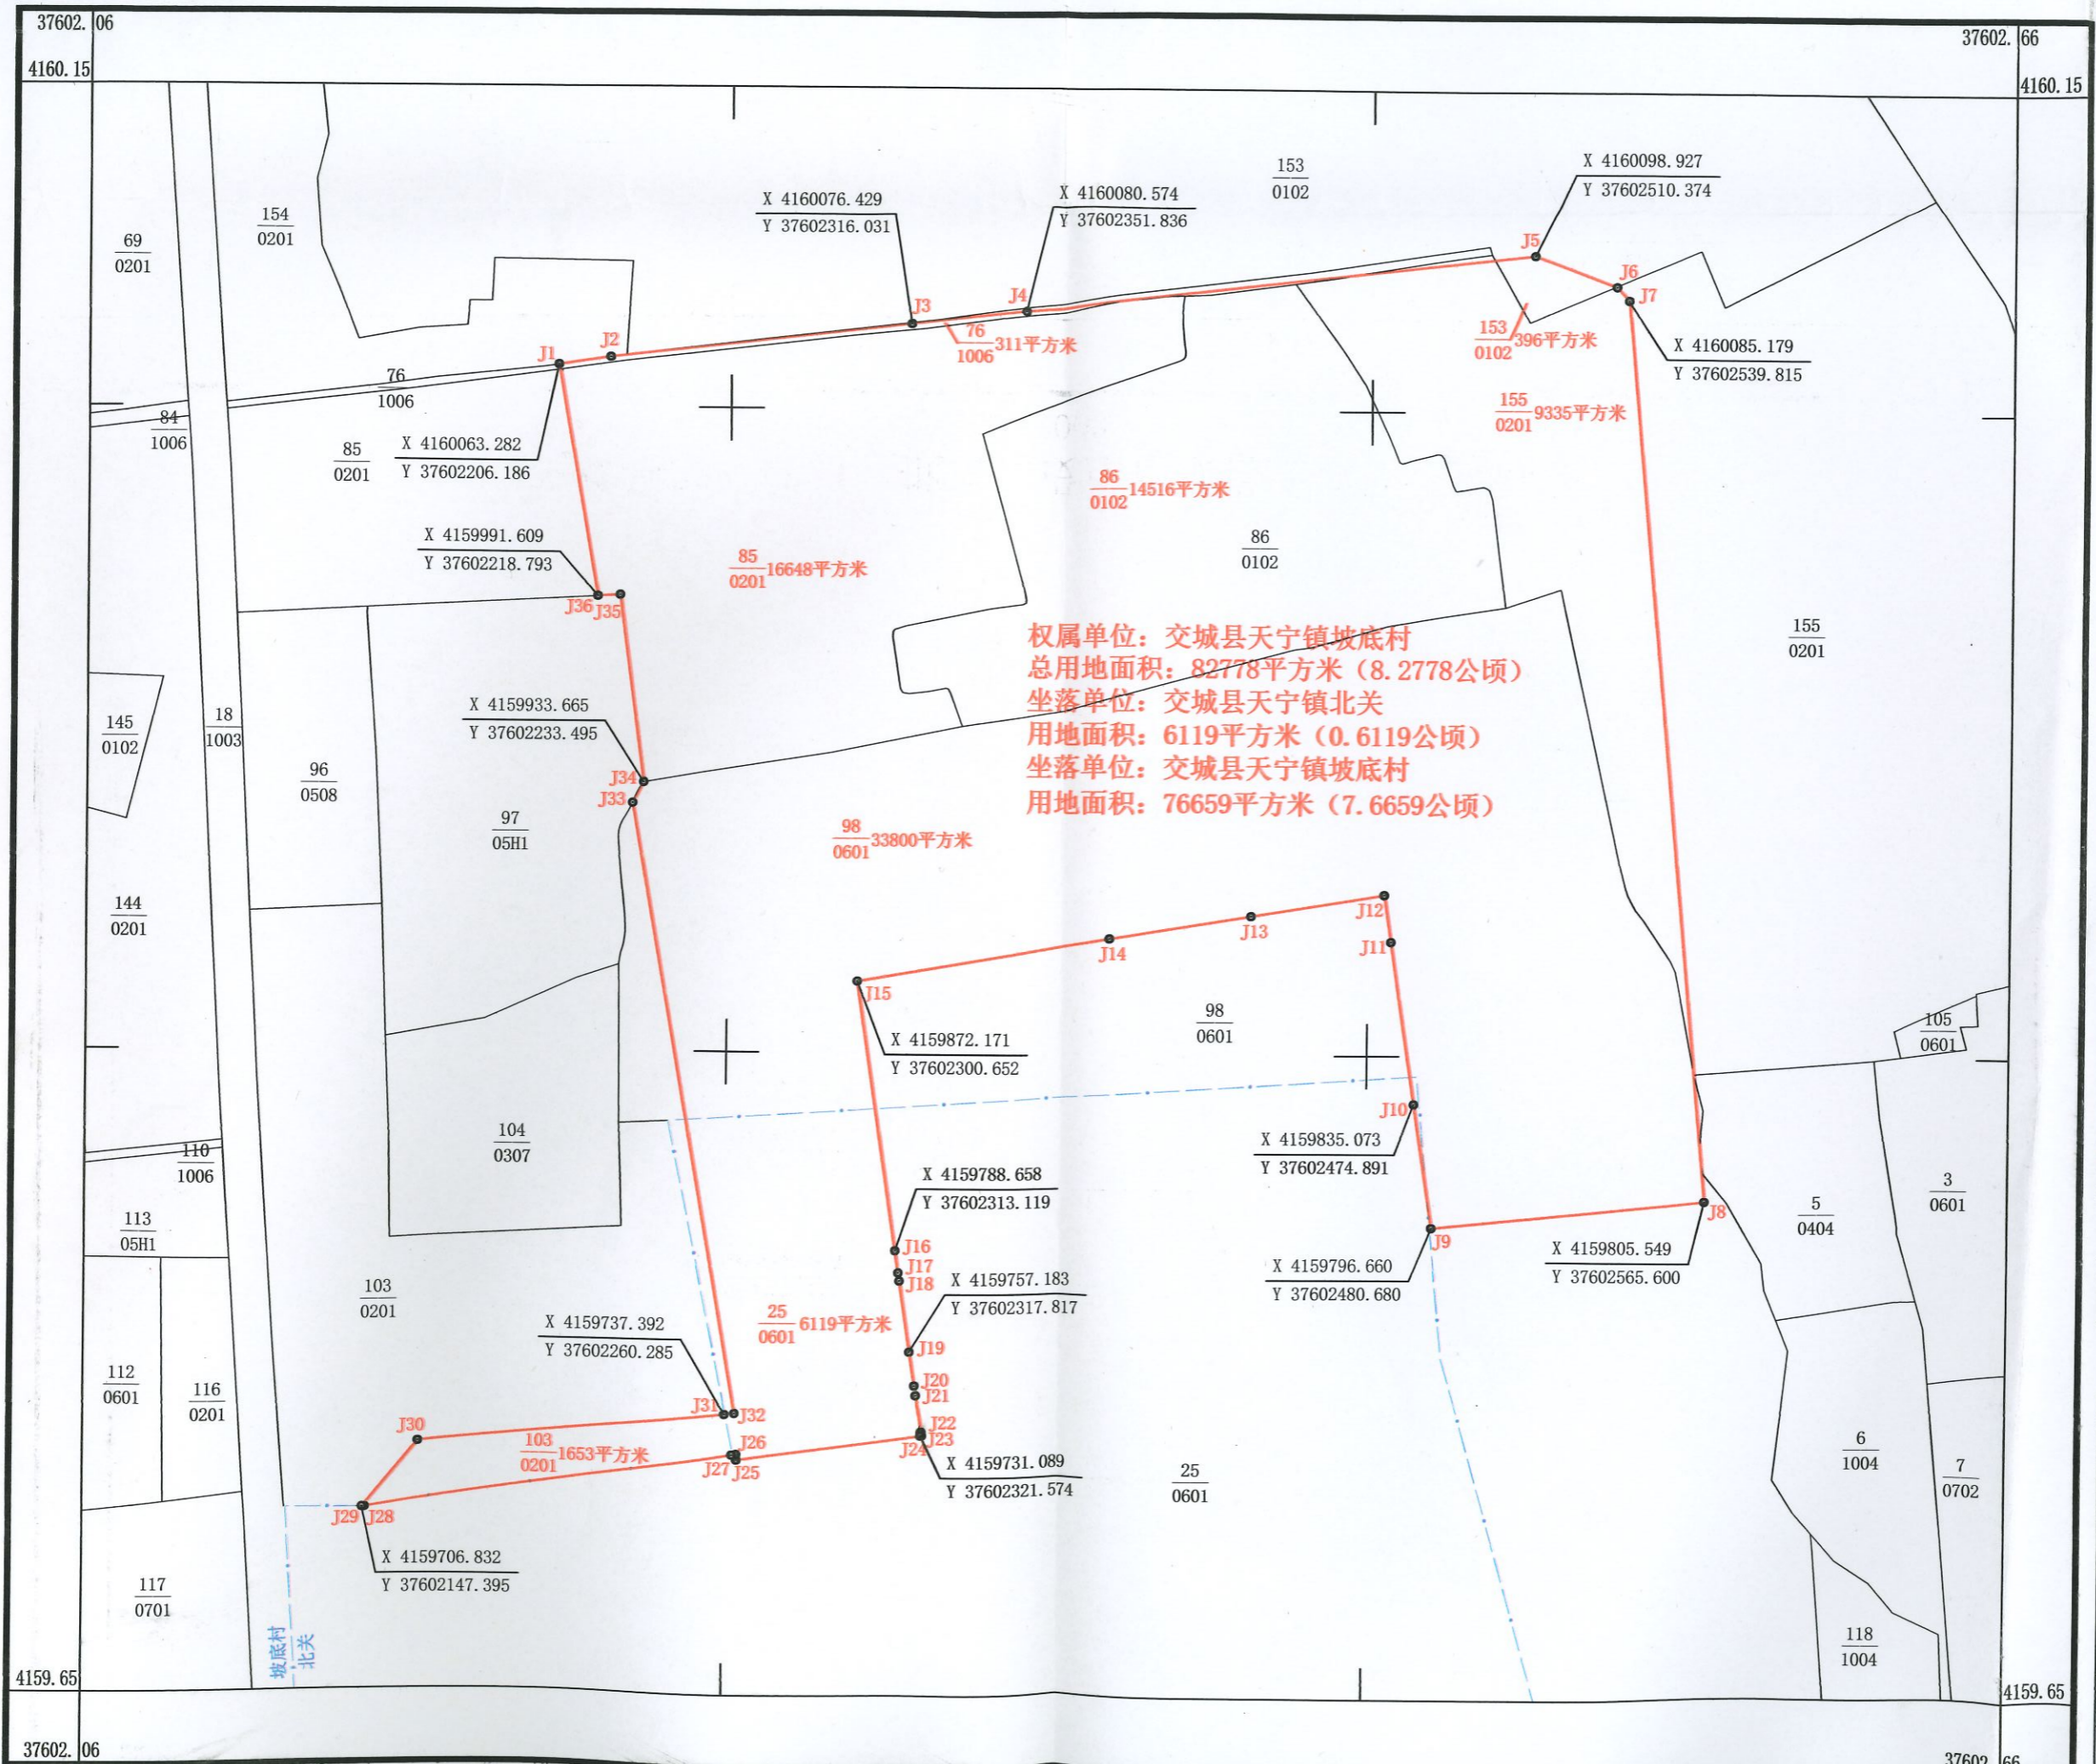 37602. 06
37602. 66
4160.15
4160.15
153
0102
X 4160098.927
Y 37602510.374
X 4160076.429
Y 37602316.031
X 4160080.574
Y 37602351.836
154
0201
69
0201
J5
J6
J7
J3
J4
J1
J2
76
1006 311平方米
153
0102 396平方米
X 4160085.179
Y 37602539.815
76
1006
84
1006
155
0201 9335平方米
85
0201
X 4160063.282
Y 37602206.186
86
0102 14516平方米
86
0102
X 4159991.609
Y 37602218.793
85
0201 16648平方米
J36
J35
权属单位：交城县天宁镇坡底村
总用地面积：82778平方米（8.2778公顷）
坐落单位：交城县天宁镇北关
用地面积：6119平方米（0.6119公顷）
坐落单位：交城县天宁镇坡底村
用地面积：76659平方米（7.6659公顷）
155
0201
145
0102
18
1003
X 4159933.665
Y 37602233.495
96
0508
J34
J33
97
05H1
98
0601 33800平方米
144
0201
J12
J13
J14
J11
J15
98
0601
105
0601
X 4159872.171
Y 37602300.652
J10
104
0307
110
1006
X 4159835.073
Y 37602474.891
X 4159788.658
Y 37602313.119
3
0601
5
0404
113
05H1
J8
J9
J16
J17
J18
X 4159757.183
Y 37602317.817
X 4159796.660
Y 37602480.680
X 4159805.549
Y 37602565.600
103
0201
25
0601 6119平方米
X 4159737.392
Y 37602260.285
J19
112
0601
116
0201
J20
J21
J31
J32
J30
J22
J23
J24
J26
J27
J25
103
0201 1653平方米
6
1004
7
0702
X 4159731.089
Y 37602321.574
25
0601
J29
J28
X 4159706.832
Y 37602147.395
117
0701
坡底村
北关
118
1004
4159.65
4159.65
37602. 06
37602. 66